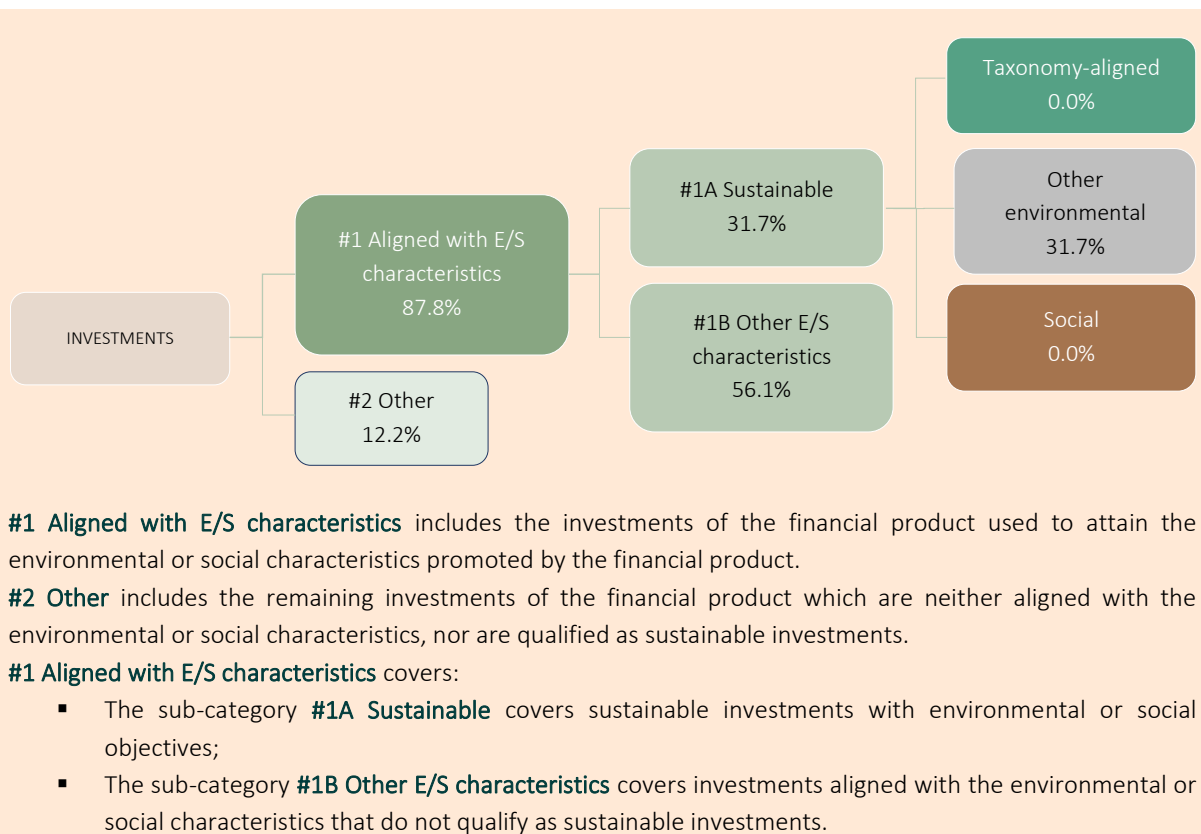 Taxonomy-aligned
0.0%
#1A Sustainable
31.7%
Other
environmental
31.7%
#1 Aligned with E/S
characteristics
87.8%
INVESTMENTS
#1B Other E/S
characteristics
56.1%
Social
0.0%
#2 Other
12.2%
#1 Aligned with E/S characteristics includes the investments of the financial product used to attain the
environmental or social characteristics promoted by the financial product.
#2 Other includes the remaining investments of the financial product which are neither aligned with the
environmental or social characteristics, nor are qualified as sustainable investments.
#1 Aligned with E/S characteristics covers:
▪ The sub-category #1A Sustainable covers sustainable investments with environmental or social
objectives;
▪ The sub-category #1B Other E/S characteristics covers investments aligned with the environmental or
social characteristics that do not qualify as sustainable investments.